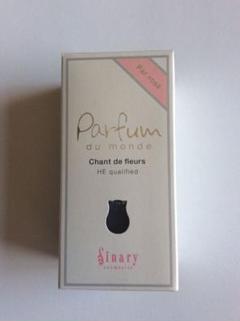 Par rose
Parfum
du monde
Chant de fleurs
HE qualified
Sinary
cosmetics